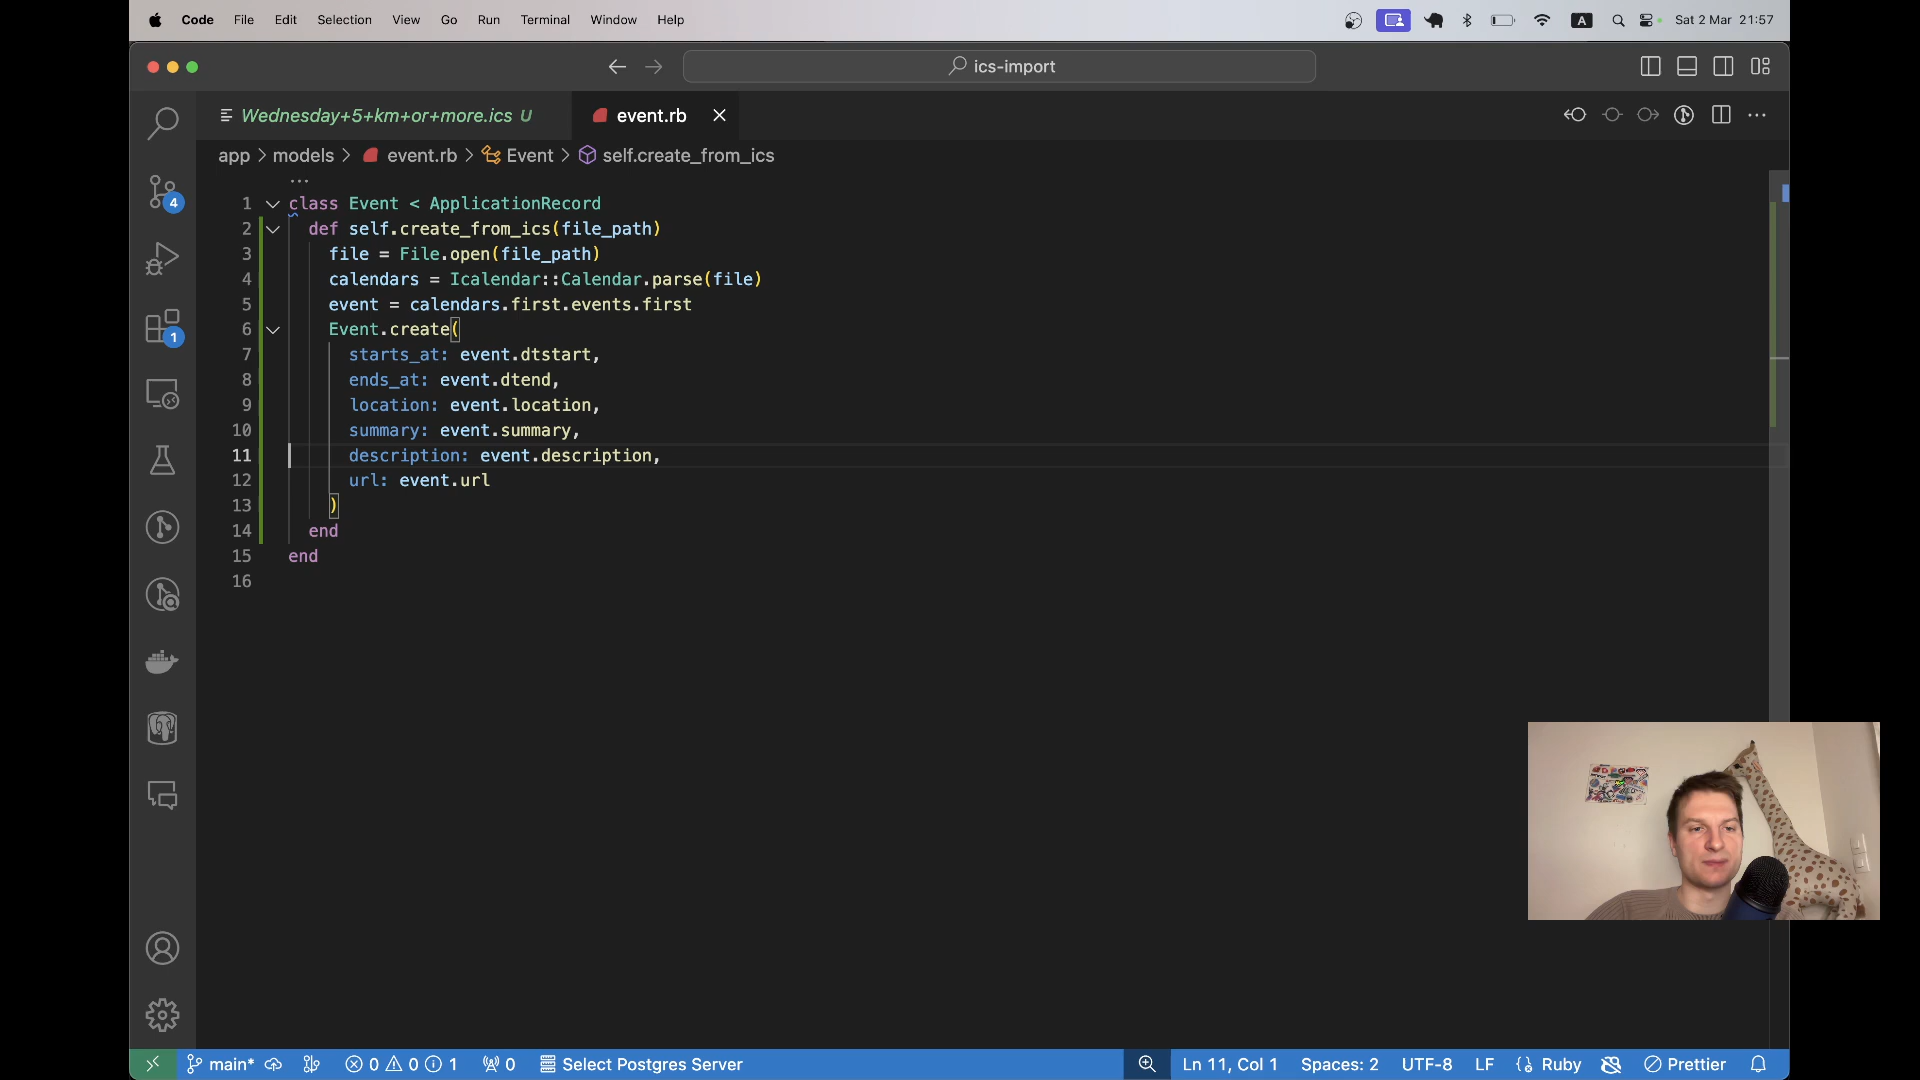 Code File Edit Selection View Go Run Terminal Window Help A Sat 2 Mar 21:57
ics-import
Wednesday+5+km+or+more.ics U event.rb
app > models > event.rb > Event > self.create_from_ics
...
1 class Event < ApplicationRecord
2 def self.create_from_ics(file_path)
3 file = File.open(file_path)
4 calendars = Icalendar::Calendar.parse(file)
5 event = calendars.first.events.first
6 Event.create(
7 starts_at: event.dtstart,
8 ends_at: event.dtend,
9 location: event.location,
10 summary: event.summary,
11 description: event.description,
12 url: event.url
13 )
14 end
15 end
16
4
1
main* 0 0 1 0 Select Postgres Server Ln 11, Col 1 Spaces: 2 UTF-8 LF Ruby Prettier